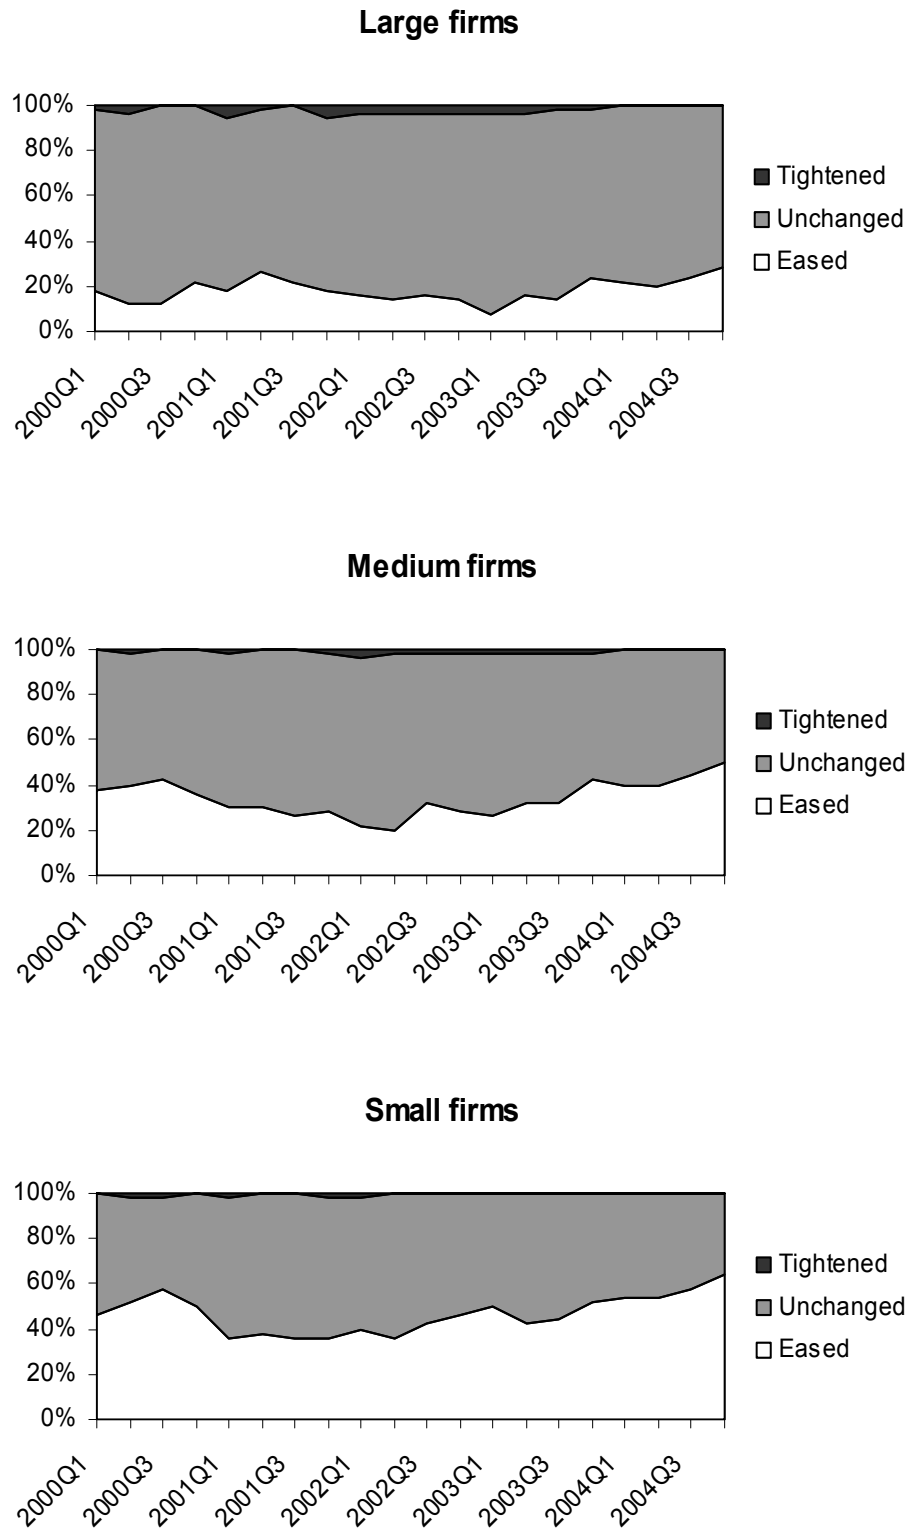 Large firms
100%
80%
60%
40%
20%
0%
Tightened
Unchanged
Eased
2000Q1
2000Q3
2001Q1
2001Q3
2002Q1
2002Q3
2003Q1
2003Q3
2004Q1
2004Q3
Medium firms
100%
80%
60%
40%
20%
0%
Tightened
Unchanged
Eased
2000Q1
2000Q3
2001Q1
2001Q3
2002Q1
2002Q3
2003Q1
2003Q3
2004Q1
2004Q3
Small firms
100%
80%
60%
40%
20%
0%
Tightened
Unchanged
Eased
2000Q1
2000Q3
2001Q1
2001Q3
2002Q1
2002Q3
2003Q1
2003Q3
2004Q1
2004Q3